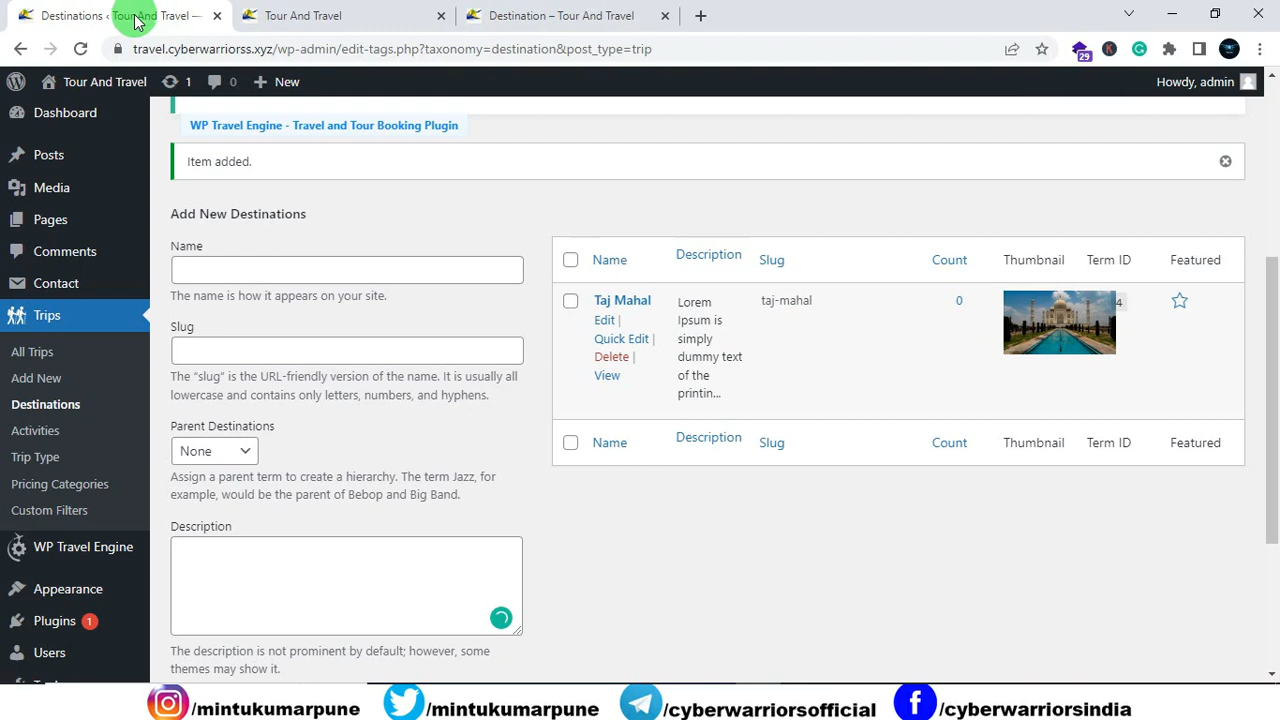 Destinations ‹ Tour And Travel —
Tour And Travel
Destination – Tour And Travel
travel.cyberwarriorss.xyz/wp-admin/edit-tags.php?taxonomy=destination&post_type=trip
29
Tour And Travel
1
0
New
Howdy, admin
Dashboard
Posts
Media
Pages
Comments
Contact
Trips
All Trips
Add New
Destinations
Activities
Trip Type
Pricing Categories
Custom Filters
WP Travel Engine
Appearance
Plugins 1
Users
WP Travel Engine - Travel and Tour Booking Plugin
Item added.
Add New Destinations
Name
The name is how it appears on your site.
Slug
The “slug” is the URL-friendly version of the name. It is usually all
lowercase and contains only letters, numbers, and hyphens.
Parent Destinations
None
Assign a parent term to create a hierarchy. The term Jazz, for
example, would be the parent of Bebop and Big Band.
Description
The description is not prominent by default; however, some
themes may show it.
Name Description Slug Count Thumbnail Term ID Featured
Taj Mahal
Edit |
Quick Edit |
Delete |
View
Lorem
Ipsum is
simply
dummy text
of the
printin...
taj-mahal
0
4
Name Description Slug Count Thumbnail Term ID Featured
/mintukumarpune
/mintukumarpune
/cyberwarriorsofficial
/cyberwarriorsindia